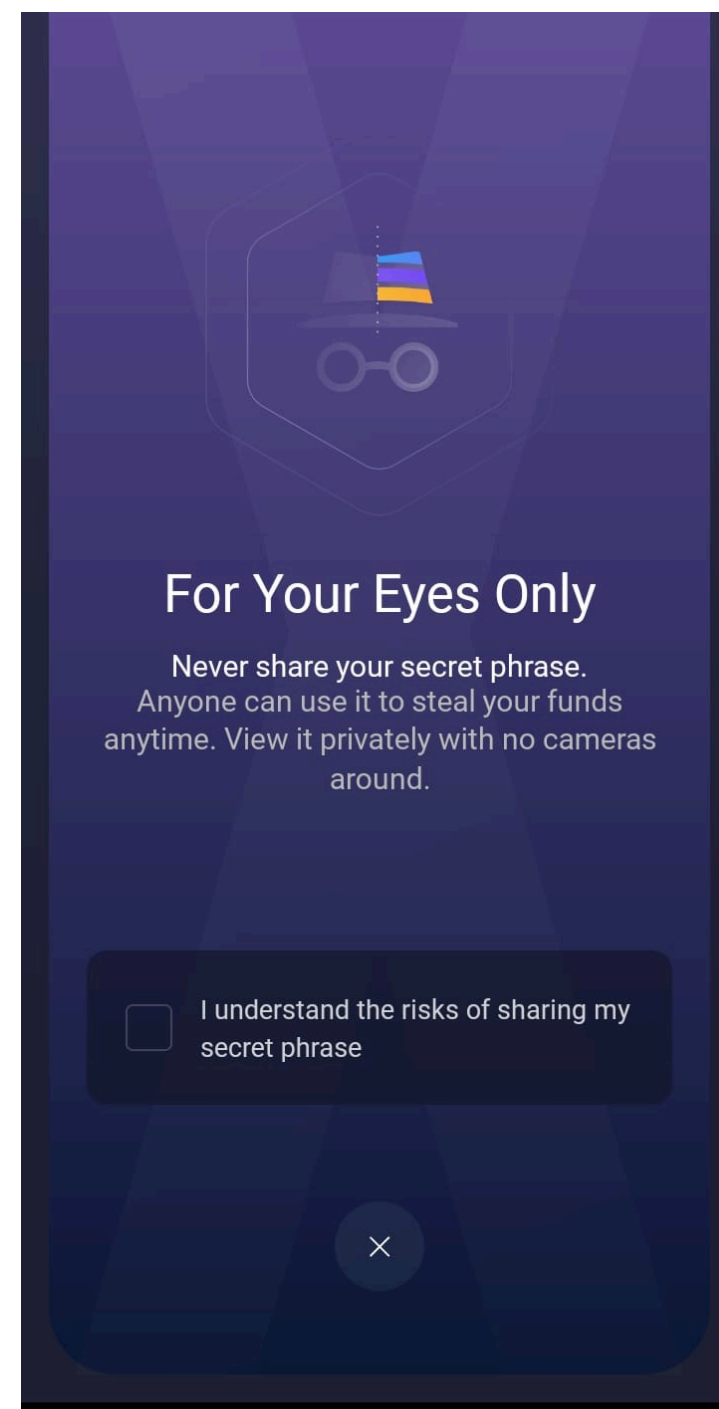 For Your Eyes Only
Never share your secret phrase.
Anyone can use it to steal your funds
anytime. View it privately with no cameras
around.
I understand the risks of sharing my
secret phrase